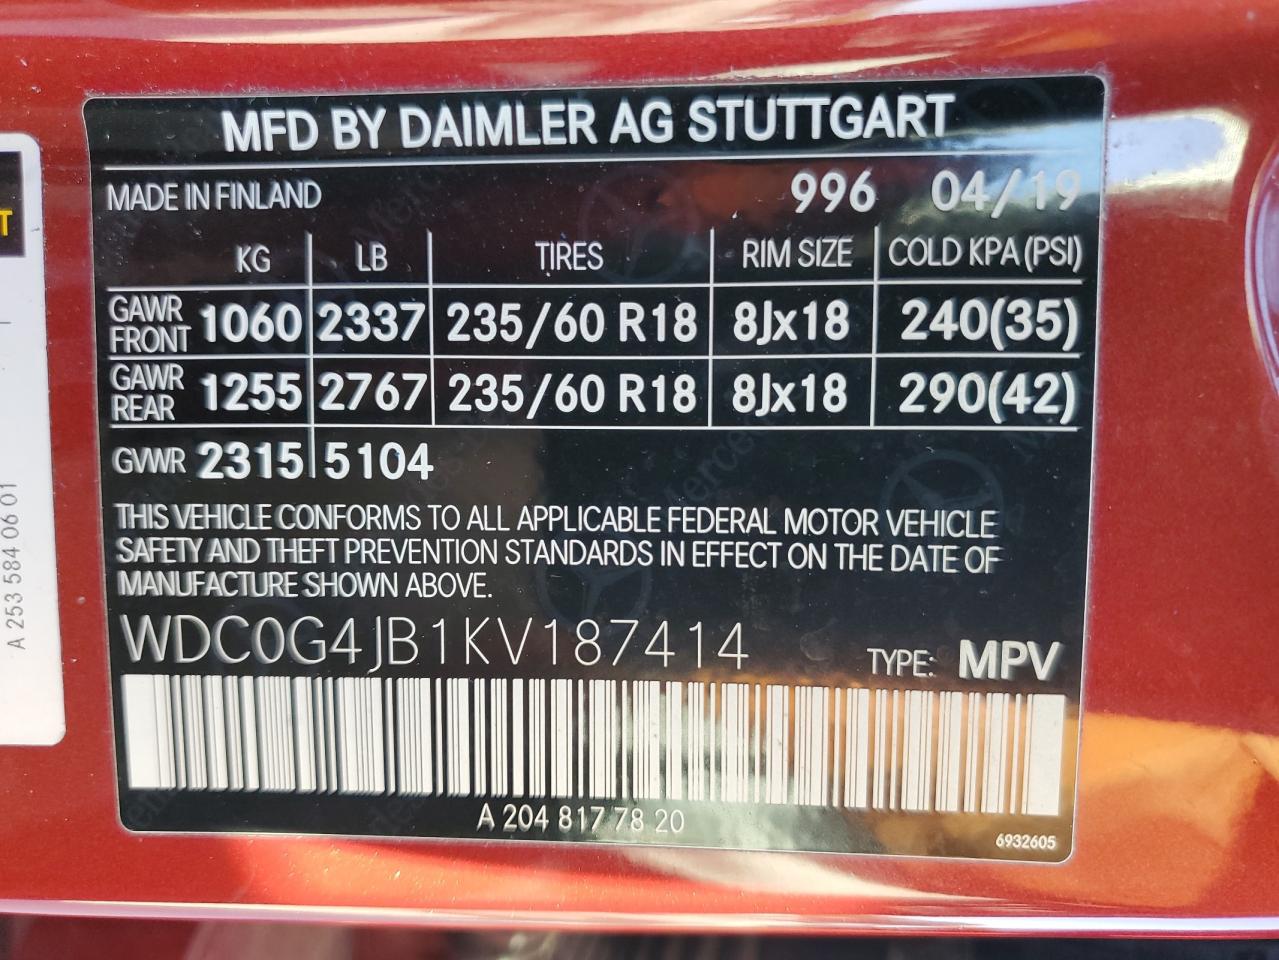 MFD BY DAIMLER AG STUTTGART
MADE IN FINLAND 996 04/19
KG LB TIRES RIM SIZE COLD KPA (PSI)
GAWR FRONT 1060 2337 235/60 R18 8Jx18 240(35)
GAWR REAR 1255 2767 235/60 R18 8Jx18 290(42)
GVWR 2315 5104
THIS VEHICLE CONFORMS TO ALL APPLICABLE FEDERAL MOTOR VEHICLE
SAFETY AND THEFT PREVENTION STANDARDS IN EFFECT ON THE DATE OF
MANUFACTURE SHOWN ABOVE.
WDC0G4JB1KV187414 TYPE: MPV
A 204 817 78 20
6932605
T
A 253 584 06 01